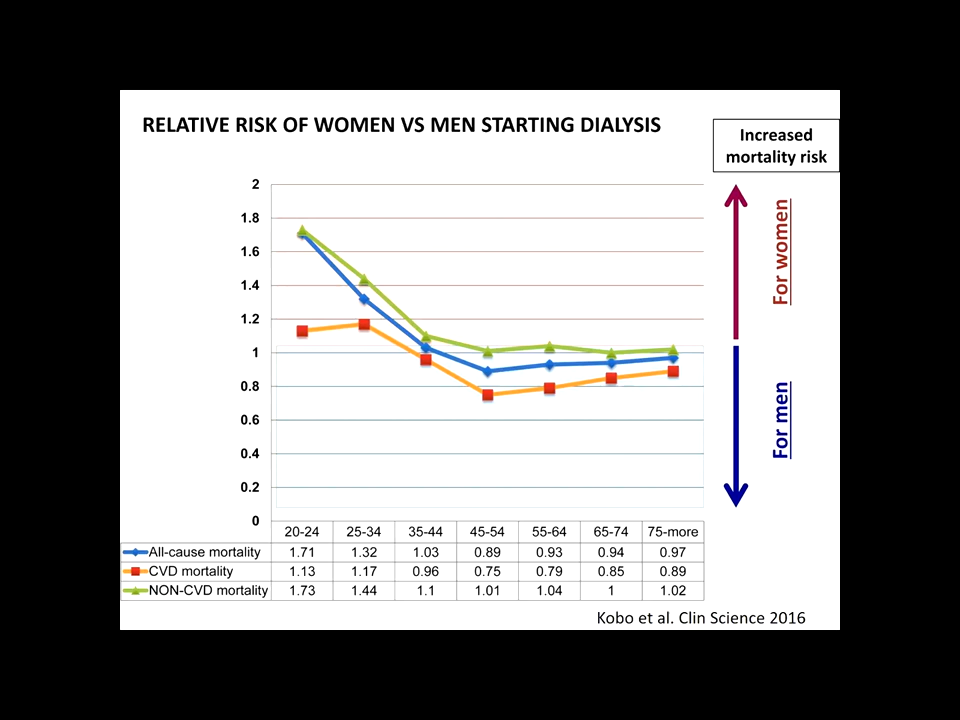 RELATIVE RISK OF WOMEN VS MEN STARTING DIALYSIS
Increased
mortality risk
For women
For men
2
1.8
1.6
1.4
1.2
1
0.8
0.6
0.4
0.2
0
20-24 25-34 35-44 45-54 55-64 65-74 75-more
All-cause mortality 1.71 1.32 1.03 0.89 0.93 0.94 0.97
CVD mortality 1.13 1.17 0.96 0.75 0.79 0.85 0.89
NON-CVD mortality 1.73 1.44 1.1 1.01 1.04 1 1.02
Kobo et al. Clin Science 2016